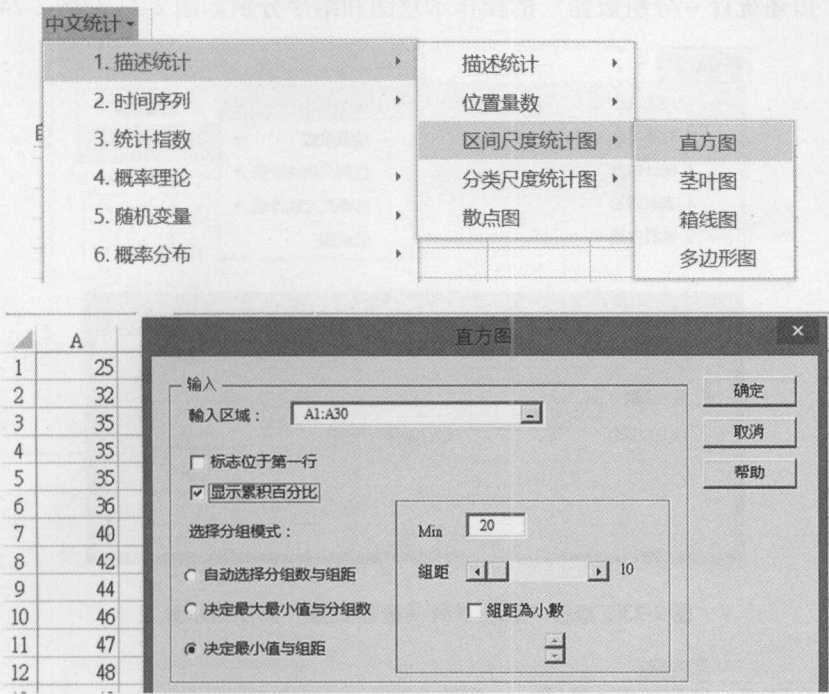 中文统计
1. 描述统计
2. 时间序列
3. 统计指数
4. 概率理论
5. 随机变量
6. 概率分布
描述统计
位置量数
区间尺度统计图
分类尺度统计图
散点图
直方图
茎叶图
箱线图
多边形图
A
1 25
2 32
3 35
4 35
5 35
6 36
7 40
8 42
9 44
10 46
11 47
12 48
直方图
×
输入
輸入区域： A1:A30
标志位于第一行
显示累积百分比
选择分组模式：
自动选择分组数与组距
决定最大最小值与分组数
决定最小值与组距
Min 20
组距 10
組距為小數
确定
取消
帮助